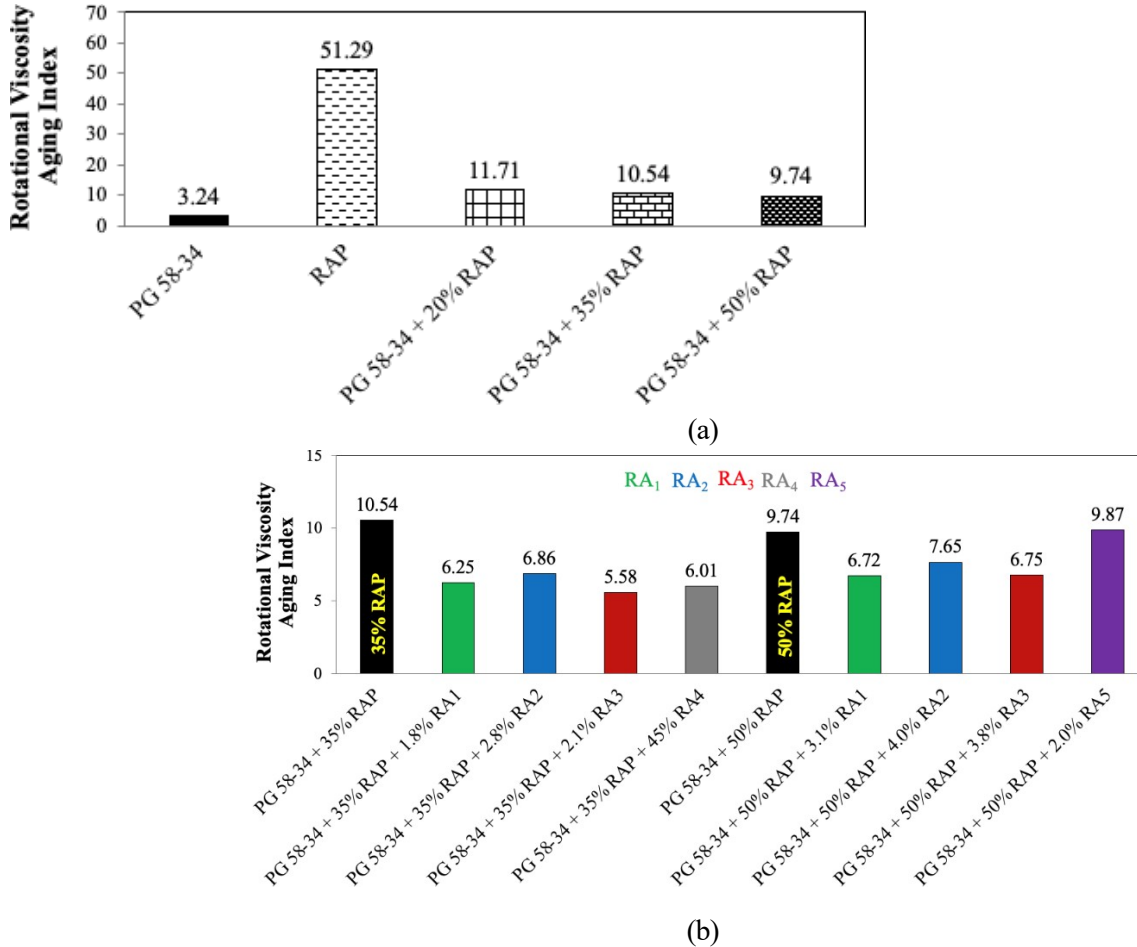 Rotational Viscosity
Aging Index
70
60
50
40
30
20
10
0
3.24
51.29
11.71
10.54
9.74
PG 58-34
RAP
PG 58-34 + 20% RAP
PG 58-34 + 35% RAP
PG 58-34 + 50% RAP
(a)
Rotational Viscosity
Aging Index
15
10
5
0
RA1 RA2 RA3 RA4 RA5
10.54
6.25
6.86
5.58
6.01
9.74
6.72
7.65
6.75
9.87
35% RAP
50% RAP
PG 58-34 + 35% RAP
PG 58-34 + 35% RAP + 1.8% RA1
PG 58-34 + 35% RAP + 2.8% RA2
PG 58-34 + 35% RAP + 2.1% RA3
PG 58-34 + 35% RAP + 45% RA4
PG 58-34 + 50% RAP
PG 58-34 + 50% RAP + 3.1% RA1
PG 58-34 + 50% RAP + 4.0% RA2
PG 58-34 + 50% RAP + 3.8% RA3
PG 58-34 + 50% RAP + 2.0% RA5
(b)